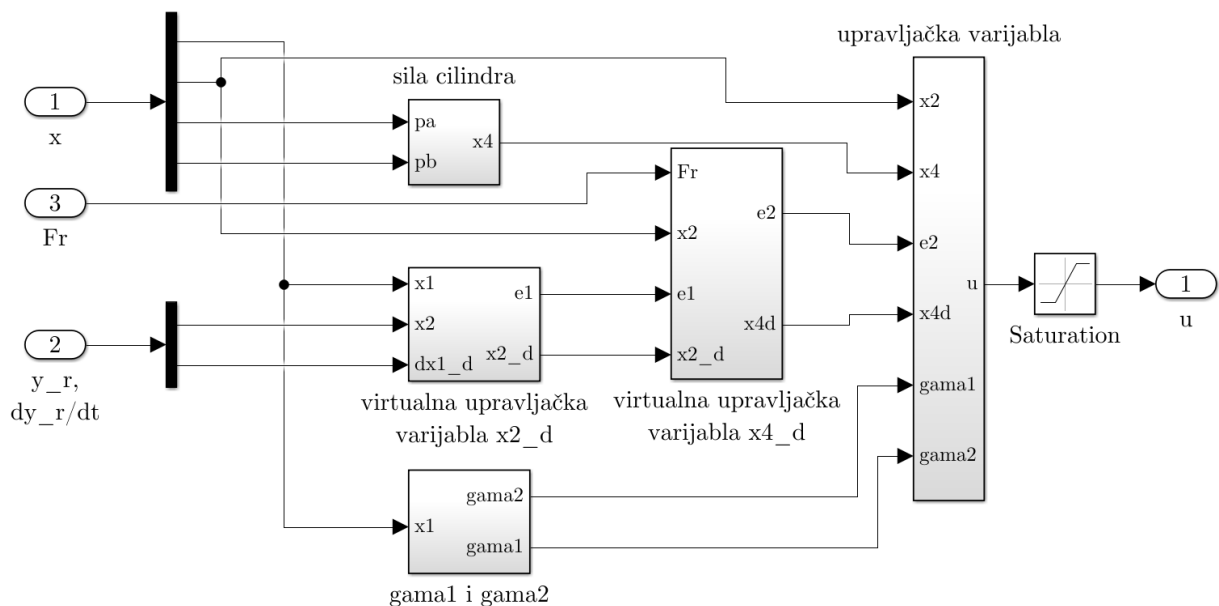 upravljačka varijabla
sila cilindra
1
x
3
Fr
2
y_r,
dy_r/dt
pa
pb
x4
x1
x2
dx1_d
e1
x2_d
virtualna upravljačka
varijabla x2_d
Fr
x2
e1
x2_d
e2
x4d
virtualna upravljačka
varijabla x4_d
x1
gama2
gama1
gama1 i gama2
x2
x4
e2
x4d
gama1
gama2
u
Saturation
1
u